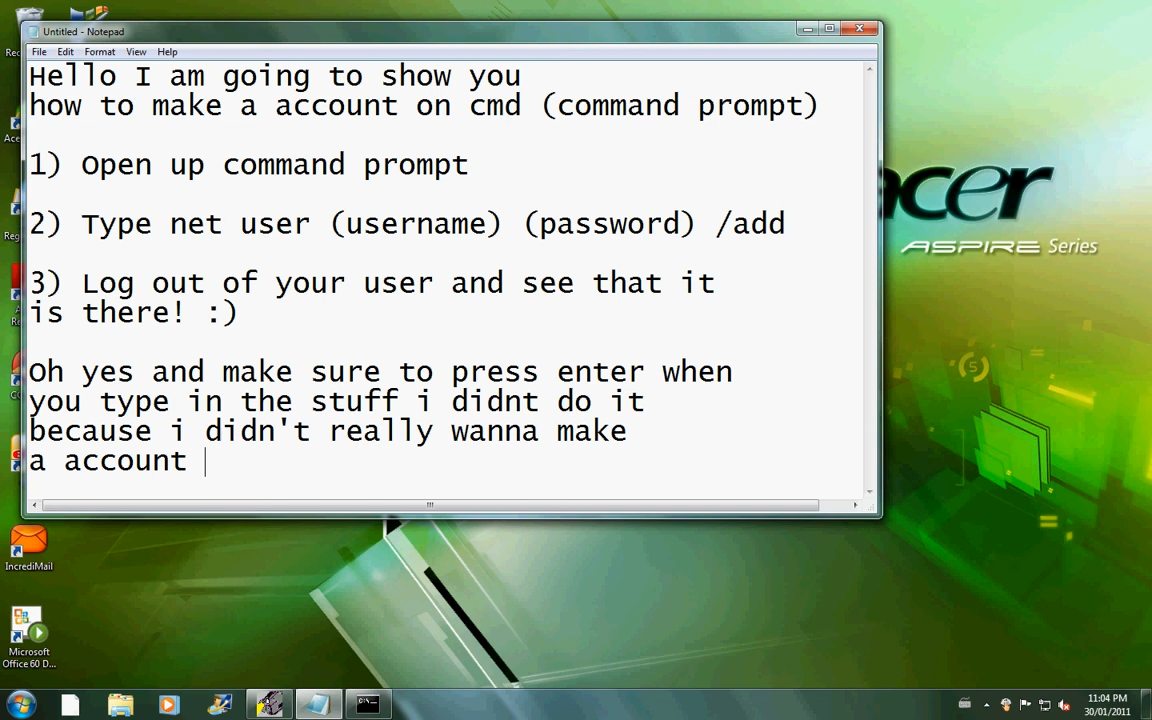 Untitled - Notepad
File Edit Format View Help
Hello I am going to show you
how to make a account on cmd (command prompt)
1) Open up command prompt
2) Type net user (username) (password) /add
3) Log out of your user and see that it
is there! :)
Oh yes and make sure to press enter when
you type in the stuff i didnt do it
because i didn't really wanna make
a account
acer
ASPIRE Series
IncrediMail
Microsoft
Office 60 D...
11:04 PM
30/01/2011